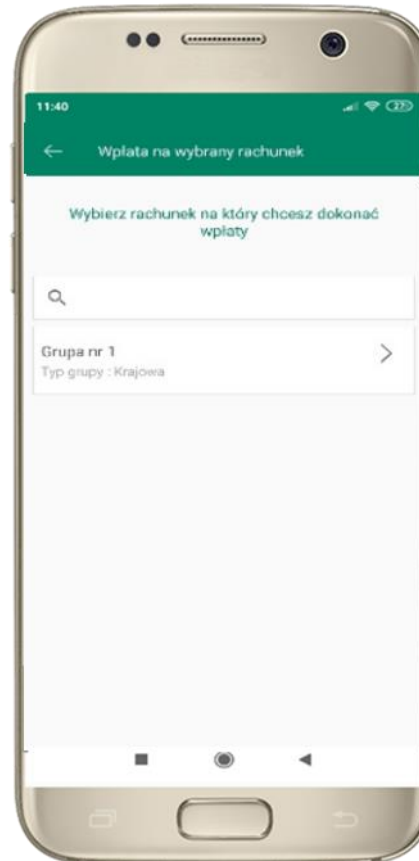 11:40
27
Wpłata na wybrany rachunek
Wybierz rachunek na który chcesz dokonać
wpłaty
Grupa nr 1
Typ grupy : Krajowa